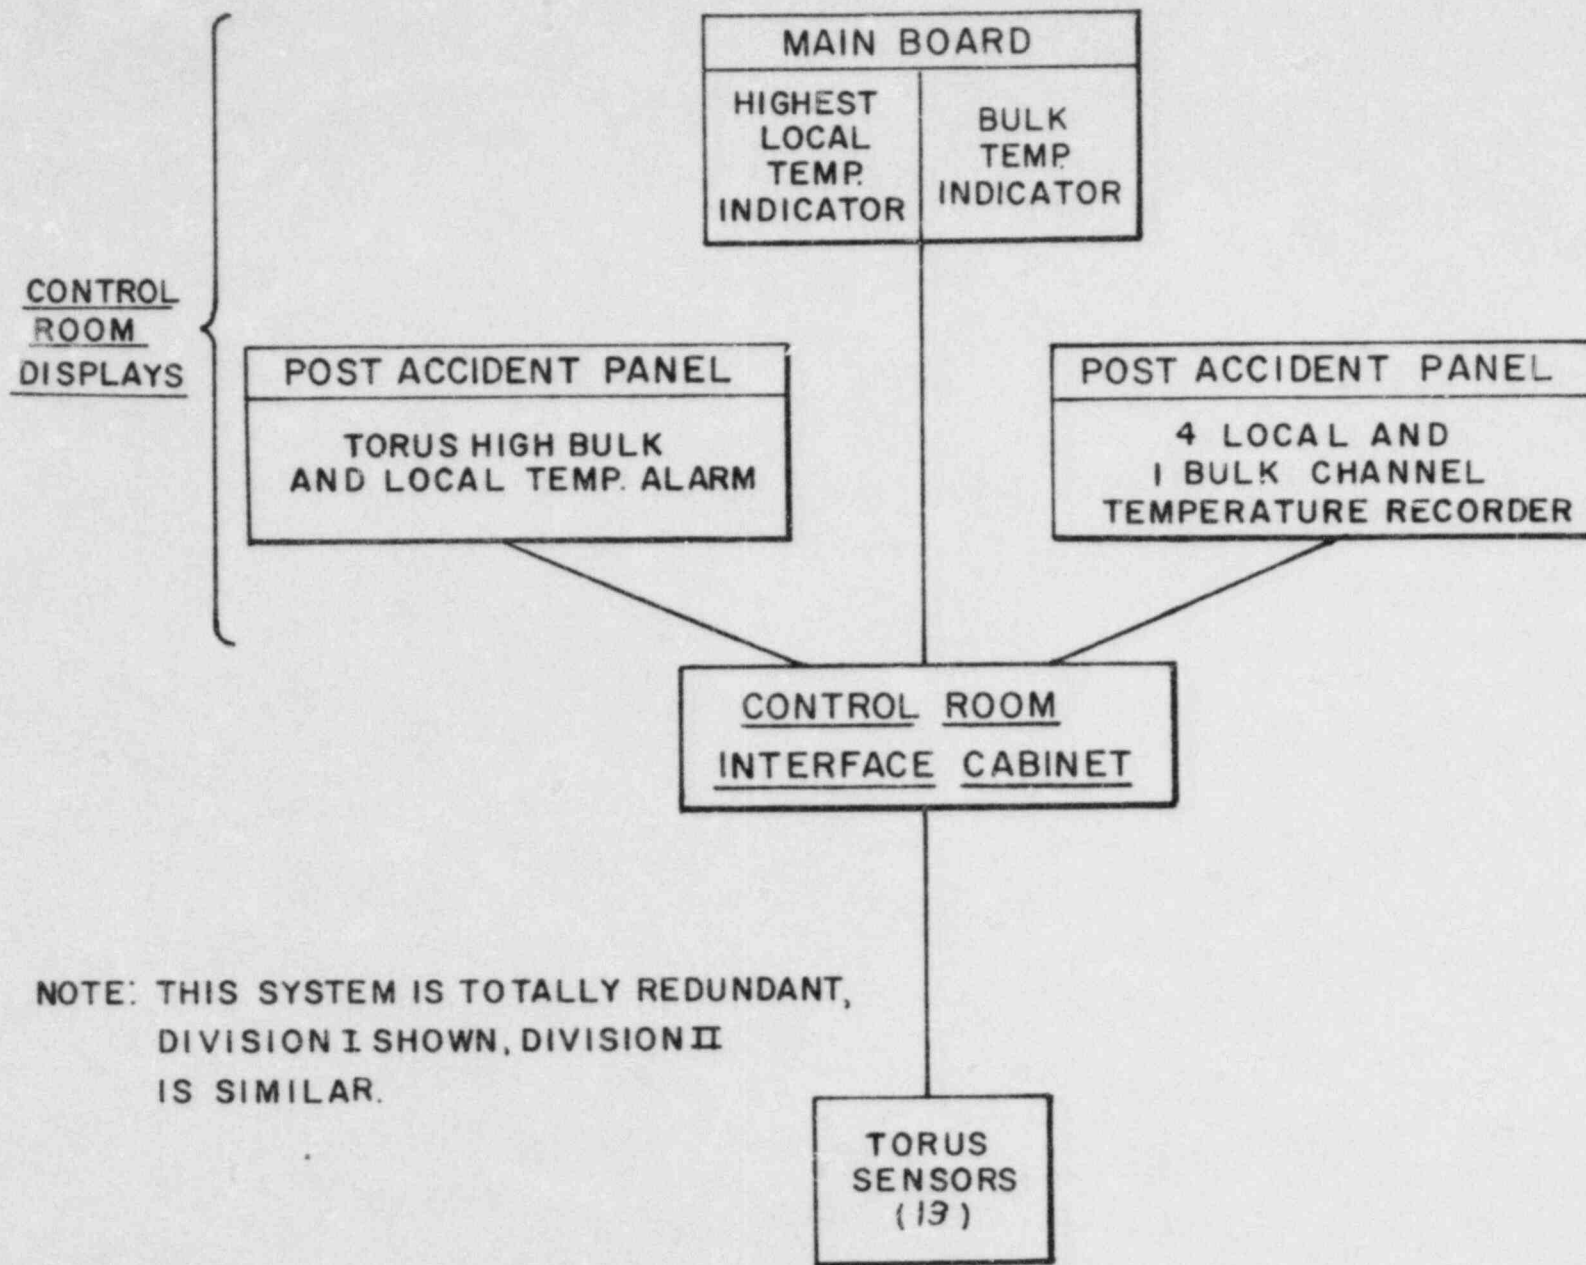 MAIN BOARD
HIGHEST
LOCAL
TEMP.
INDICATOR
BULK
TEMP.
INDICATOR
CONTROL
ROOM
DISPLAYS
POST ACCIDENT PANEL
TORUS HIGH BULK
AND LOCAL TEMP. ALARM
POST ACCIDENT PANEL
4 LOCAL AND
1 BULK CHANNEL
TEMPERATURE RECORDER
CONTROL ROOM
INTERFACE CABINET
NOTE: THIS SYSTEM IS TOTALLY REDUNDANT,
DIVISION I SHOWN, DIVISION II
IS SIMILAR.
TORUS
SENSORS
(13)